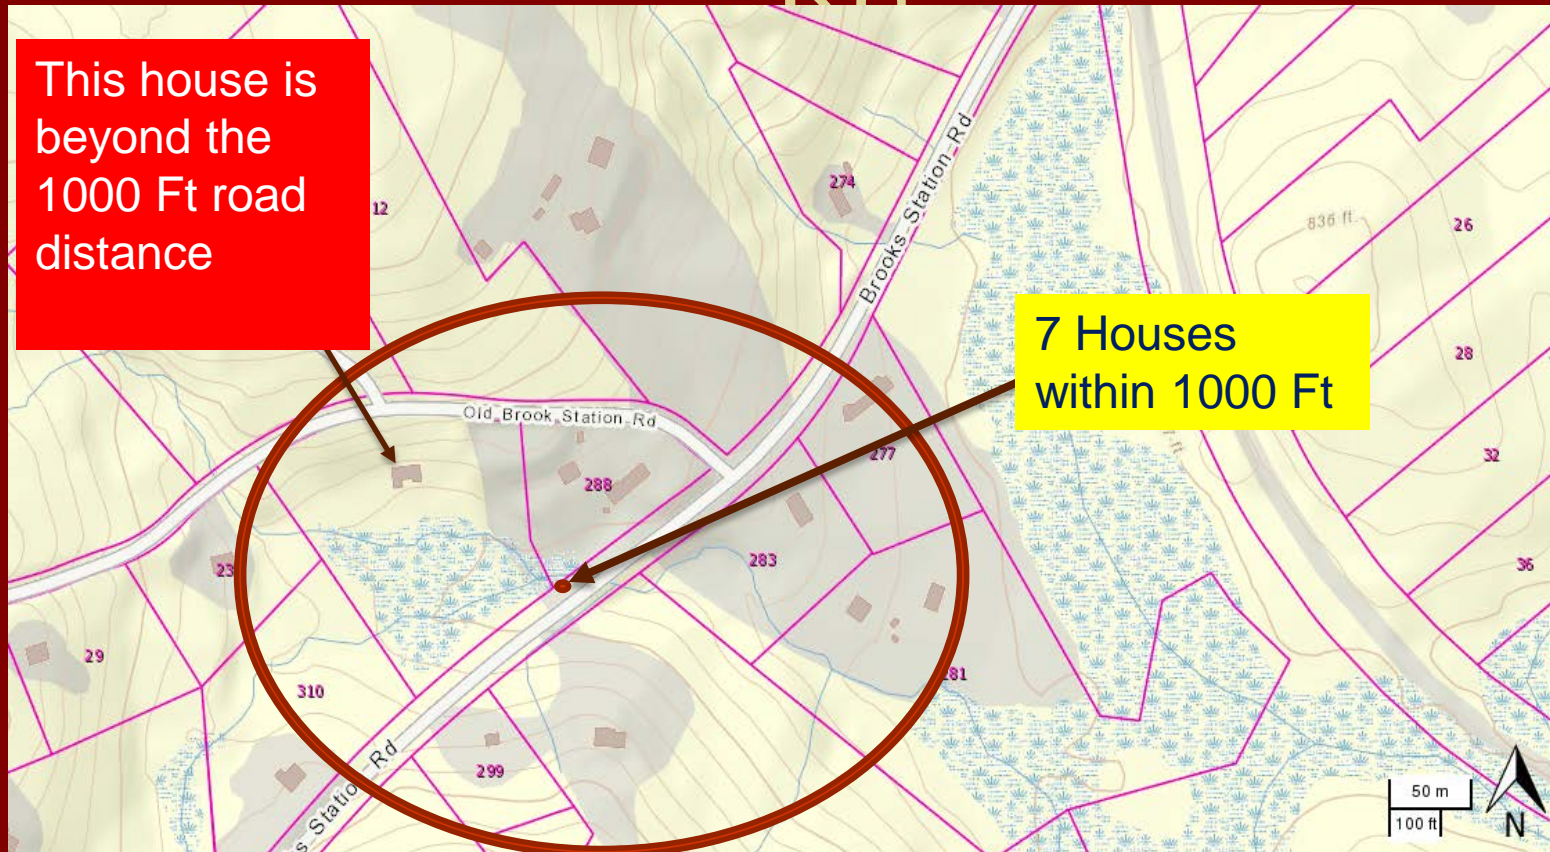 This house is
beyond the
1000 Ft road
distance
12
274
Brooks-Station-Rd
836 ft.
26
7 Houses
within 1000 Ft
28
Old Brook Station Rd
277
32
288
283
36
23
29
281
310
299
s Station Rd
50 m
100 ft
N